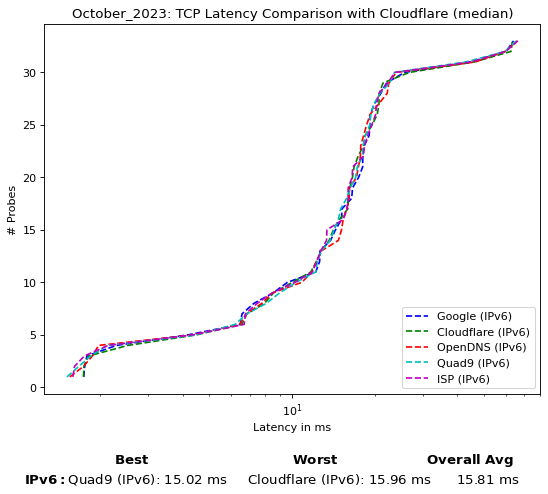 October_2023: TCP Latency Comparison with Cloudflare (median)
# Probes
30
25
20
15
10
5
0
Google (IPv6)
Cloudflare (IPv6)
OpenDNS (IPv6)
Quad9 (IPv6)
ISP (IPv6)
10¹
Latency in ms
Best Worst Overall Avg
IPv6: Quad9 (IPv6): 15.02 ms Cloudflare (IPv6): 15.96 ms 15.81 ms